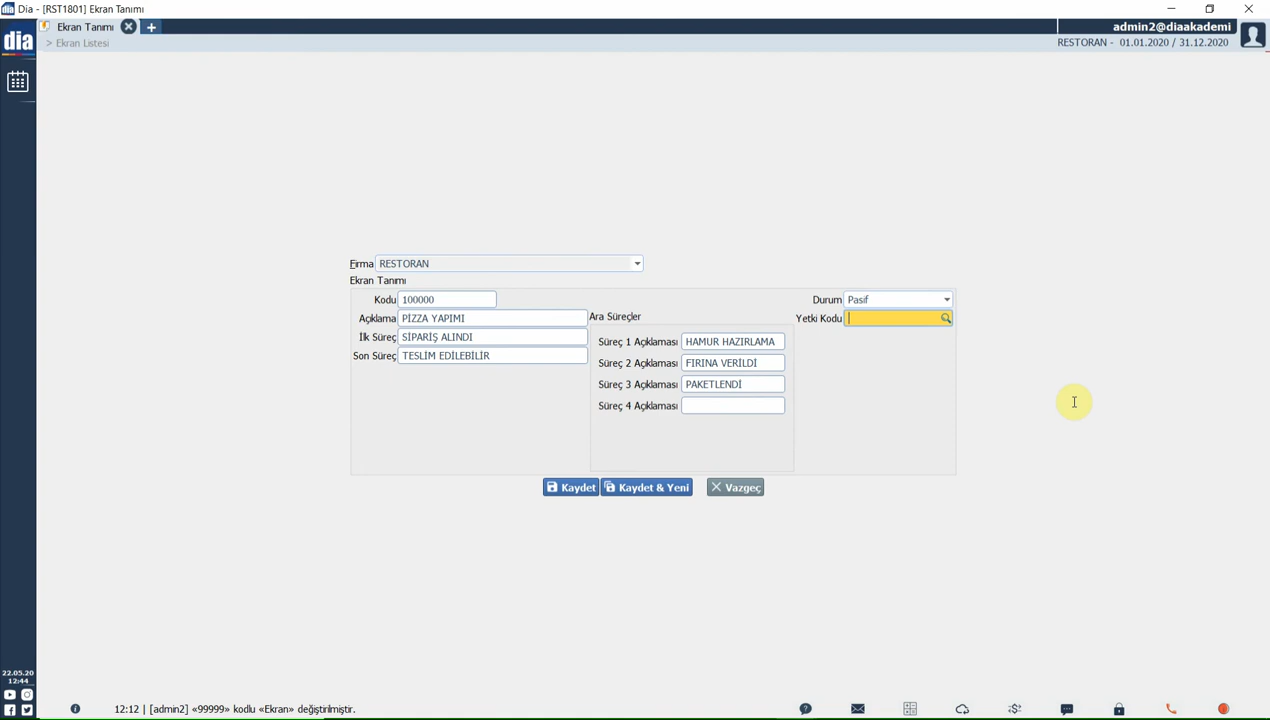 Dia - [RST1801] Ekran Tanımı
dia
Ekran Tanımı
admin2@diaakademi
> Ekran Listesi
RESTORAN - 01.01.2020 / 31.12.2020
Firma RESTORAN
Ekran Tanımı
Kodu 100000
Açıklama PİZZA YAPIMI
İlk Süreç SİPARİŞ ALINDI
Son Süreç TESLİM EDİLEBİLİR
Ara Süreçler
Süreç 1 Açıklaması HAMUR HAZIRLAMA
Süreç 2 Açıklaması FIRINA VERİLDİ
Süreç 3 Açıklaması PAKETLENDİ
Süreç 4 Açıklaması
Durum Pasif
Yetki Kodu
Kaydet Kaydet & Yeni Vazgeç
22.05.20
12:44
12:12 | [admin2] «99999» kodlu «Ekran» değiştirilmiştir.